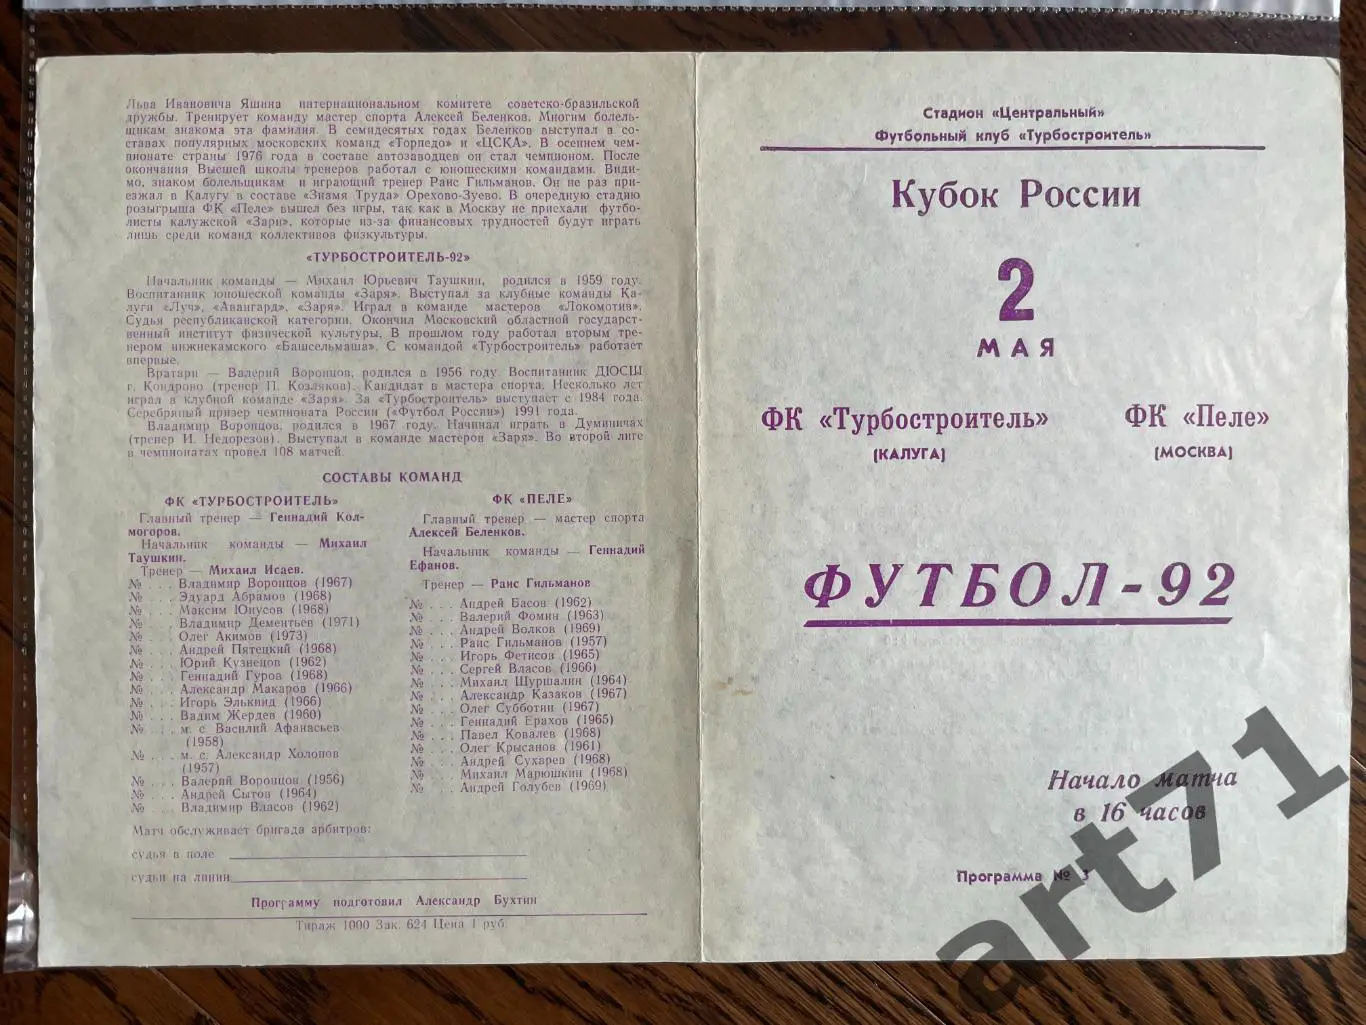 Льва Ивановича Яшина интернациональном комитете советско-бразильской
дружбы. Тренирует команду мастер спорта Алексей Беленков. Многим болель-
щикам знакома эта фамилия. В семидесятых годах Беленков выступал в со-
ставах популярных московских команд «Торпедо» и «ЦСКА». В осеннем чем-
пионате страны 1976 года в составе автозаводцев он стал чемпионом. После
окончания Высшей школы тренеров работал с юношескими командами. Види-
мо, знаком болельщикам и играющий тренер Раис Гильманов. Он не раз при-
езжал в Калугу в составе «Знамя Труда» Орехово-Зуево. В очередную стадию
розыгрыша ФК «Пеле» вышел без игры, так как в Москву не приехали футбо-
листы калужской «Зари», которые из-за финансовых трудностей будут играть
лишь среди команд коллективов физкультуры.
«ТУРБОСТРОИТЕЛЬ-92»
Начальник команды — Михаил Юрьевич Таушкин, родился в 1959 году.
Воспитанник юношеской команды «Заря». Выступал за клубные команды Ка-
луги «Луч», «Авангард», «Заря». Играл в команде мастеров «Локомотив».
Судья республиканской категории. Окончил Московский областной государст-
венный институт физической культуры. В прошлом году работал вторым тре-
нером нижнекамского «Башсельмаша». С командой «Турбостроитель» работает
впервые.
Вратари — Валерий Воронцов, родился в 1956 году. Воспитанник ДЮСШ
г. Кондрово (тренер П. Козляков). Кандидат в мастера спорта. Несколько лет
играл в клубной команде «Заря». За «Турбостроитель» выступает с 1984 года.
Серебряный призер чемпионата России («Футбол России») 1991 года.
Владимир Воронцов, родился в 1967 году. Начинал играть в Думиничах
(тренер И. Недорезов). Выступал в команде мастеров «Заря». Во второй лиге
в чемпионатах провел 108 матчей.
СОСТАВЫ КОМАНД
ФК «ТУРБОСТРОИТЕЛЬ»
Главный тренер — Геннадий Кол-
могоров.
Начальник команды — Михаил
Таушкин.
Тренер — Михаил Исаев.
№ . . . Владимир Воронцов (1967)
№ . . . Эдуард Абрамов (1968)
№ . . . Максим Юнусов (1968)
№ . . . Владимир Дементьев (1971)
№ . . . Олег Акимов (1973)
№ . . . Андрей Пятецкий (1968)
№ . . . Юрий Кузнецов (1962)
№ . . . Геннадий Гуров (1968)
№ . . . Александр Макаров (1966)
№ . . . Игорь Элькинд (1966)
№ . . . Вадим Жердев (1960)
№ . . . м. с. Василий Афанасьев
(1958)
№ . . . м. с. Александр Холопов
(1957)
№ . . . Валерий Воронцов (1956)
№ . . . Андрей Сытов (1964)
№ . . . Владимир Власов (1962)
ФК «ПЕЛЕ»
Главный тренер — мастер спорта
Алексей Беленков.
Начальник команды — Геннадий
Ефанов.
Тренер — Раис Гильманов
№ . . . Андрей Басов (1962)
№ . . . Валерий Фомин (1963)
№ . . . Андрей Волков (1969)
№ . . . Раис Гильманов (1957)
№ . . . Игорь Фетисов (1965)
№ . . . Сергей Власов (1966)
№ . . . Михаил Шуршалин (1964)
№ . . . Александр Казаков (1967)
№ . . . Олег Субботин (1967)
№ . . . Геннадий Ерахов (1965)
№ . . . Павел Ковалев (1968)
№ . . . Олег Крысанов (1961)
№ . . . Андрей Сухарев (1968)
№ . . . Михаил Марюшкин (1968)
№ . . . Андрей Голубев (1969)
Матч обслуживает бригада арбитров:
судья в поле
судьи на линии
Программу подготовил Александр Бухтин
Тираж 1000 Зак. 624 Цена 1 руб
Стадион «Центральный»
Футбольный клуб «Турбостроитель»
Кубок России
2
МАЯ
ФК «Турбостроитель» ФК «Пеле»
(КАЛУГА) (МОСКВА)
ФУТБОЛ-92
Начало матча
в 16 часов
Программа № 3
art71